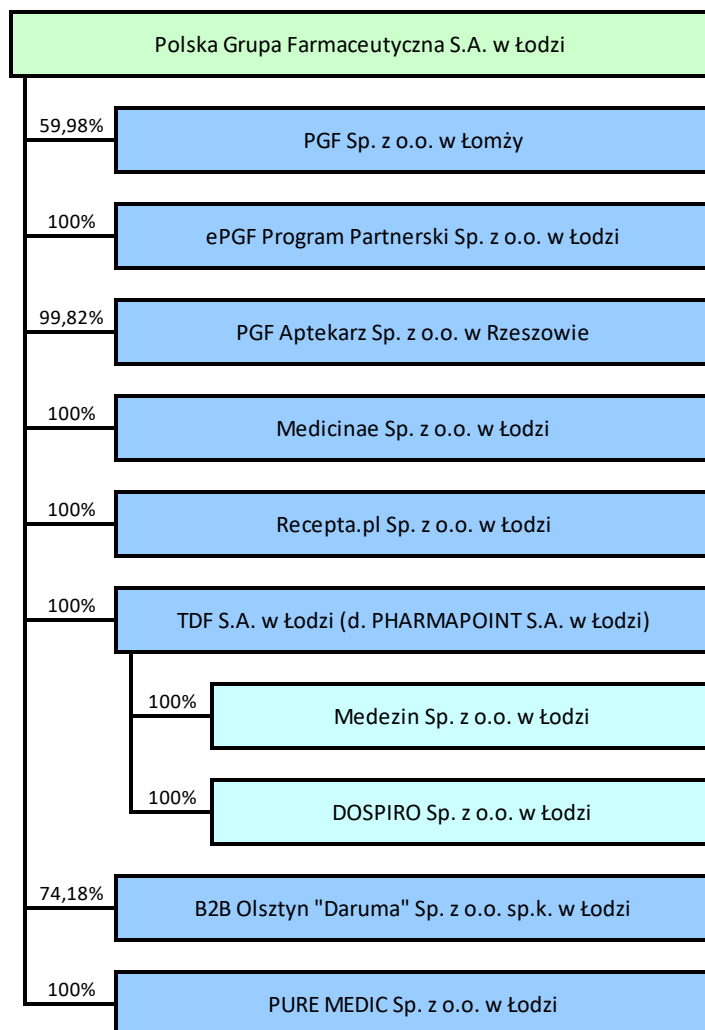 Polska Grupa Farmaceutyczna S.A. w Łodzi
59,98%
PGF Sp. z o.o. w Łomży
100%
ePGF Program Partnerski Sp. z o.o. w Łodzi
99,82%
PGF Aptekarz Sp. z o.o. w Rzeszowie
100%
Medicinae Sp. z o.o. w Łodzi
100%
Recepta.pl Sp. z o.o. w Łodzi
100%
TDF S.A. w Łodzi (d. PHARMAPOINT S.A. w Łodzi)
100%
Medezin Sp. z o.o. w Łodzi
100%
DOSPIRO Sp. z o.o. w Łodzi
74,18%
B2B Olsztyn "Daruma" Sp. z o.o. sp.k. w Łodzi
100%
PURE MEDIC Sp. z o.o. w Łodzi